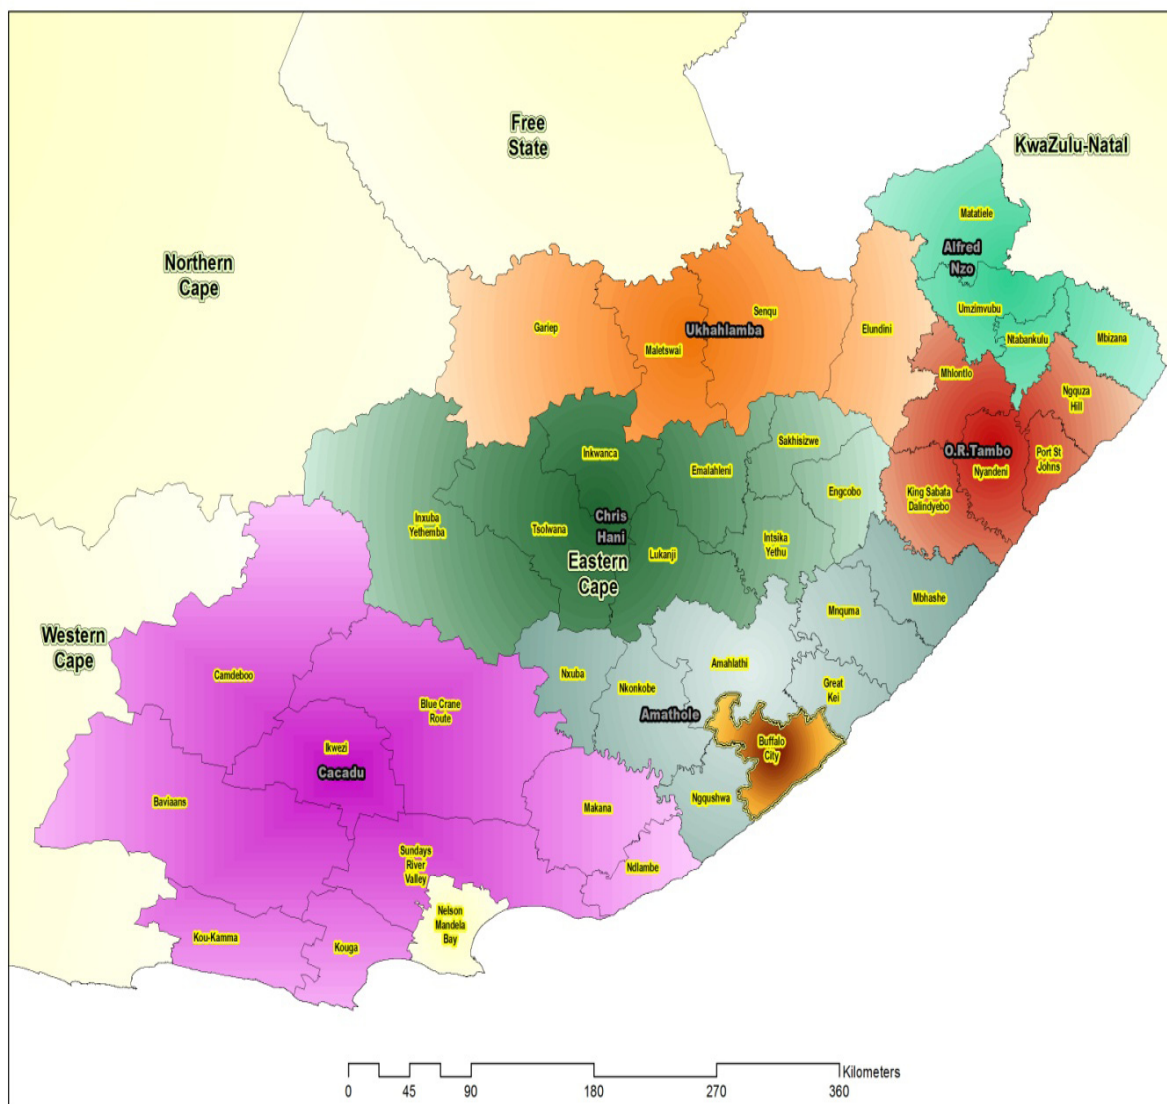 Free
State
KwaZulu-Natal
Matatiele
Alfred
Nzo
Northern
Cape
Umzimvubu
Senqu
Gariep
Ukhahlamba
Elundini
Ntabankulu
Mbizana
Maletswai
Mhlontlo
Ngquza
Hill
Sakhisizwe
Inkwanca
O.R.Tambo
Port St
Johns
Emalahleni
Nyandeni
Engcobo
King Sabata
Dalindyebo
Chris
Hani
Inxuba
Yethemba
Tsolwana
Lukanji
Intsika
Yethu
Eastern
Cape
Mbhashe
Mnquma
Western
Cape
Camdeboo
Nxuba
Amahlathi
Nkonkobe
Great
Kei
Blue Crane
Route
Amathole
Ikwezi
Buffalo
City
Cacadu
Baviaans
Ngqushwa
Makana
Sundays
River
Valley
Ndlambe
Nelson
Mandela
Bay
Kou-Kamma
Kouga
Kilometers
0 45 90 180 270 360